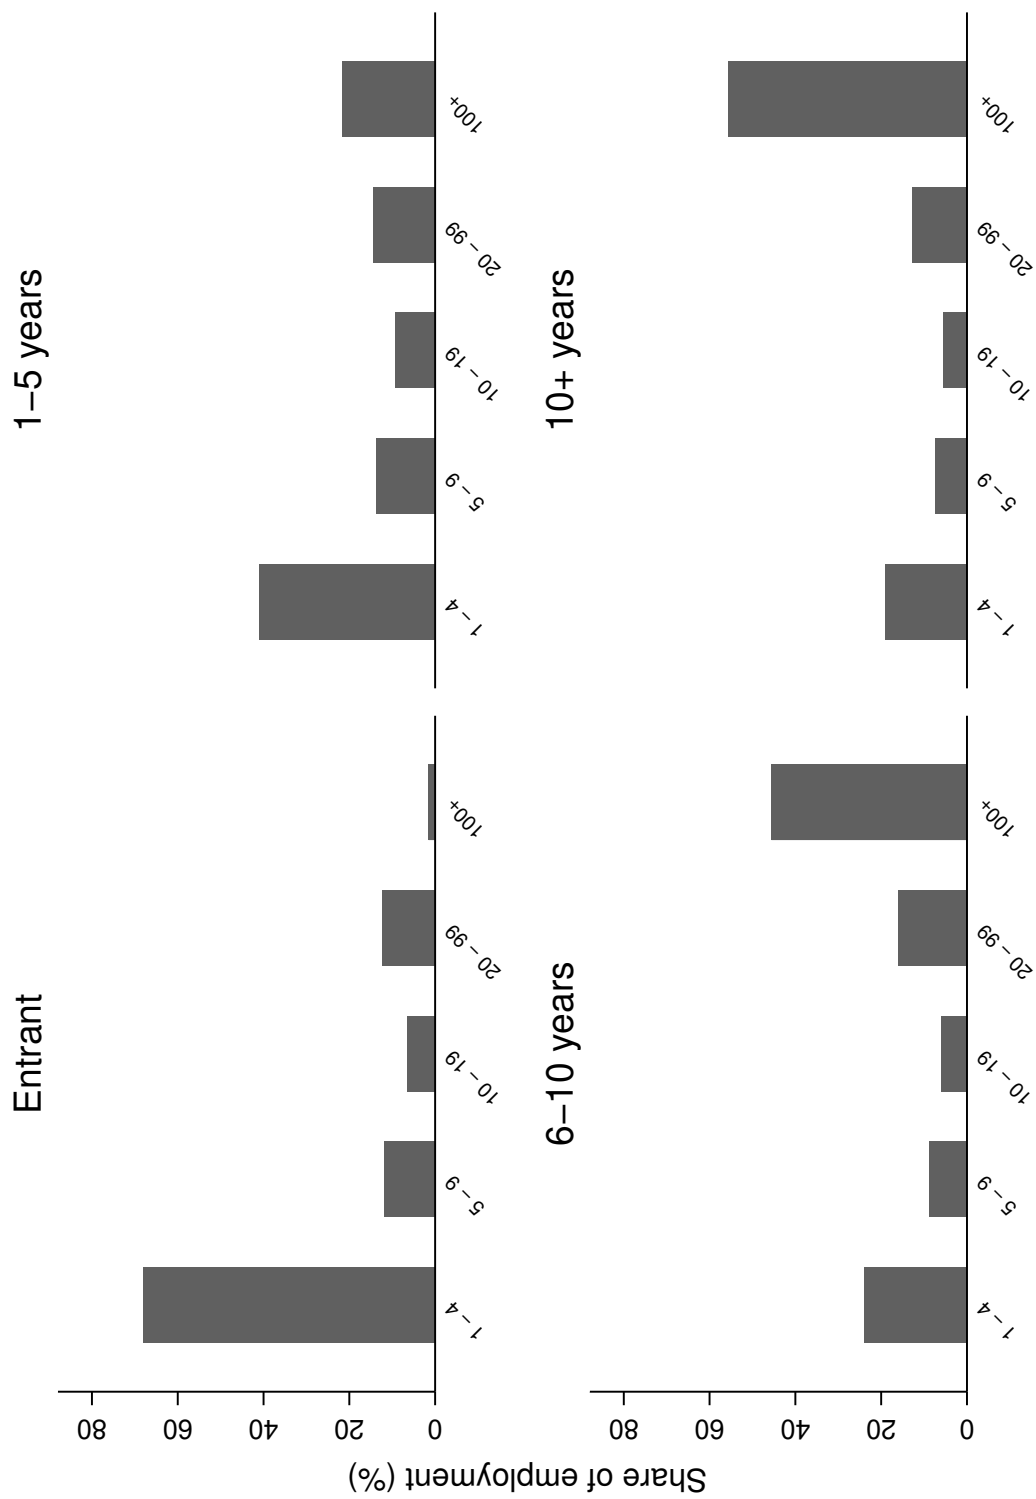 Share of employment (%)
Entrant
80
60
40
20
0
1 – 4
5 – 9
10 – 19
20 – 99
100+
1–5 years
1 – 4
5 – 9
10 – 19
20 – 99
100+
6–10 years
80
60
40
20
0
1 – 4
5 – 9
10 – 19
20 – 99
100+
10+ years
1 – 4
5 – 9
10 – 19
20 – 99
100+